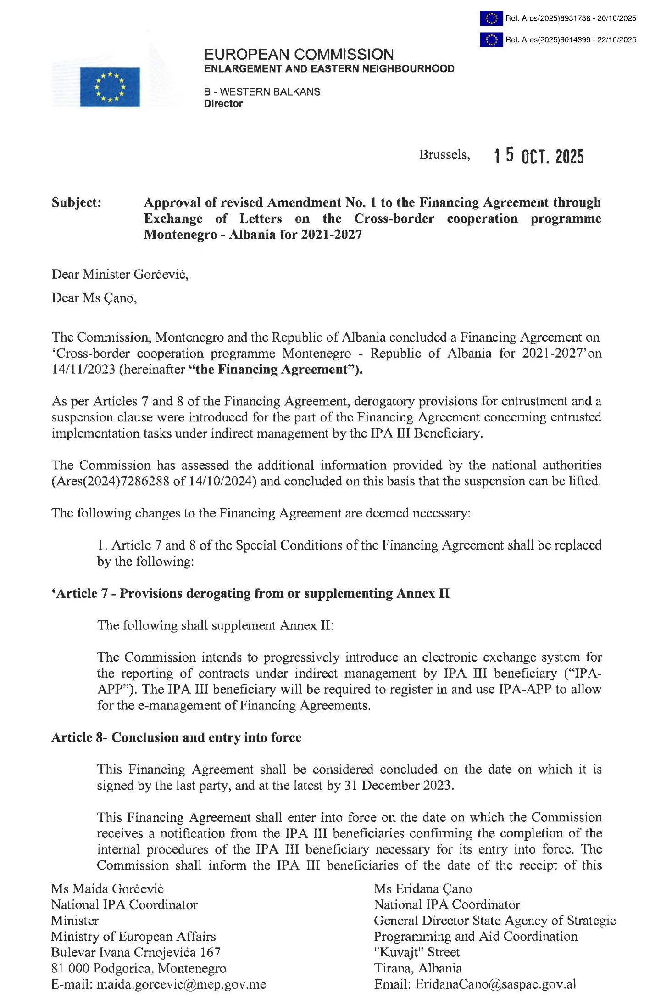 Ref. Ares(2025)8931786 - 20/10/2025
Ref. Ares(2025)9014399 - 22/10/2025
EUROPEAN COMMISSION
ENLARGEMENT AND EASTERN NEIGHBOURHOOD
B - WESTERN BALKANS
Director
Brussels, 15 OCT. 2025
Subject: Approval of revised Amendment No. 1 to the Financing Agreement through
Exchange of Letters on the Cross-border cooperation programme
Montenegro - Albania for 2021-2027
Dear Minister Gorċeviċ,
Dear Ms Çano,
The Commission, Montenegro and the Republic of Albania concluded a Financing Agreement on
‘Cross-border cooperation programme Montenegro - Republic of Albania for 2021-2027’on
14/11/2023 (hereinafter “the Financing Agreement”).
As per Articles 7 and 8 of the Financing Agreement, derogatory provisions for entrustment and a
suspension clause were introduced for the part of the Financing Agreement concerning entrusted
implementation tasks under indirect management by the IPA III Beneficiary.
The Commission has assessed the additional information provided by the national authorities
(Ares(2024)7286288 of 14/10/2024) and concluded on this basis that the suspension can be lifted.
The following changes to the Financing Agreement are deemed necessary:
1. Article 7 and 8 of the Special Conditions of the Financing Agreement shall be replaced
by the following:
‘Article 7 - Provisions derogating from or supplementing Annex II
The following shall supplement Annex II:
The Commission intends to progressively introduce an electronic exchange system for
the reporting of contracts under indirect management by IPA III beneficiary (“IPA-
APP”). The IPA III beneficiary will be required to register in and use IPA-APP to allow
for the e-management of Financing Agreements.
Article 8- Conclusion and entry into force
This Financing Agreement shall be considered concluded on the date on which it is
signed by the last party, and at the latest by 31 December 2023.
This Financing Agreement shall enter into force on the date on which the Commission
receives a notification from the IPA III beneficiaries confirming the completion of the
internal procedures of the IPA III beneficiary necessary for its entry into force. The
Commission shall inform the IPA III beneficiaries of the date of the receipt of this
Ms Maida Gorċeviċ
National IPA Coordinator
Minister
Ministry of European Affairs
Bulevar Ivana Crnojevića 167
81 000 Podgorica, Montenegro
E-mail: maida.gorcevic@mep.gov.me
Ms Eridana Çano
National IPA Coordinator
General Director State Agency of Strategic
Programming and Aid Coordination
"Kuvajt" Street
Tirana, Albania
Email: EridanaCano@saspac.gov.al